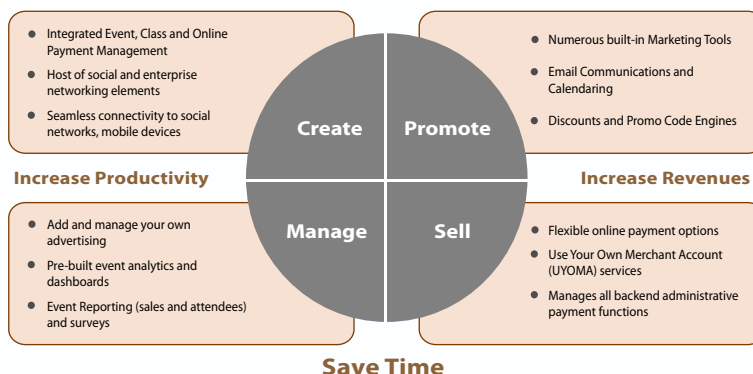 Integrated Event, Class and Online
Payment Management
Host of social and enterprise
networking elements
Seamless connectivity to social
networks, mobile devices
Numerous built-in Marketing Tools
Email Communications and
Calendaring
Discounts and Promo Code Engines
Create
Promote
Increase Productivity
Increase Revenues
Manage
Sell
Add and manage your own
advertising
Pre-built event analytics and
dashboards
Event Reporting (sales and attendees)
and surveys
Flexible online payment options
Use Your Own Merchant Account
(UYOMA) services
Manages all backend administrative
payment functions
Save Time